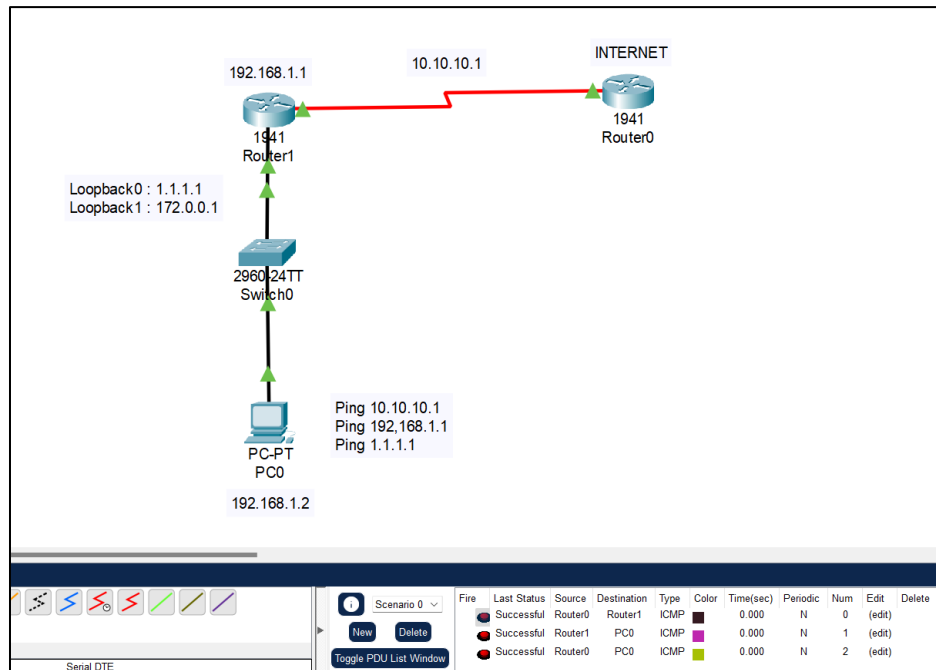 INTERNET
10.10.10.1
192.168.1.1
1941
Router0
1941
Router1
Loopback0 : 1.1.1.1
Loopback1 : 172.0.0.1
2960-24TT
Switch0
Ping 10.10.10.1
Ping 192,168.1.1
Ping 1.1.1.1
PC-PT
PC0
192.168.1.2
Scenario 0
New
Delete
Toggle PDU List Window
Fire Last Status Source Destination Type Color Time(sec) Periodic Num Edit Delete
Successful Router0 Router1 ICMP 0.000 N 0 (edit)
Successful Router1 PC0 ICMP 0.000 N 1 (edit)
Successful Router0 PC0 ICMP 0.000 N 2 (edit)
Serial DTE